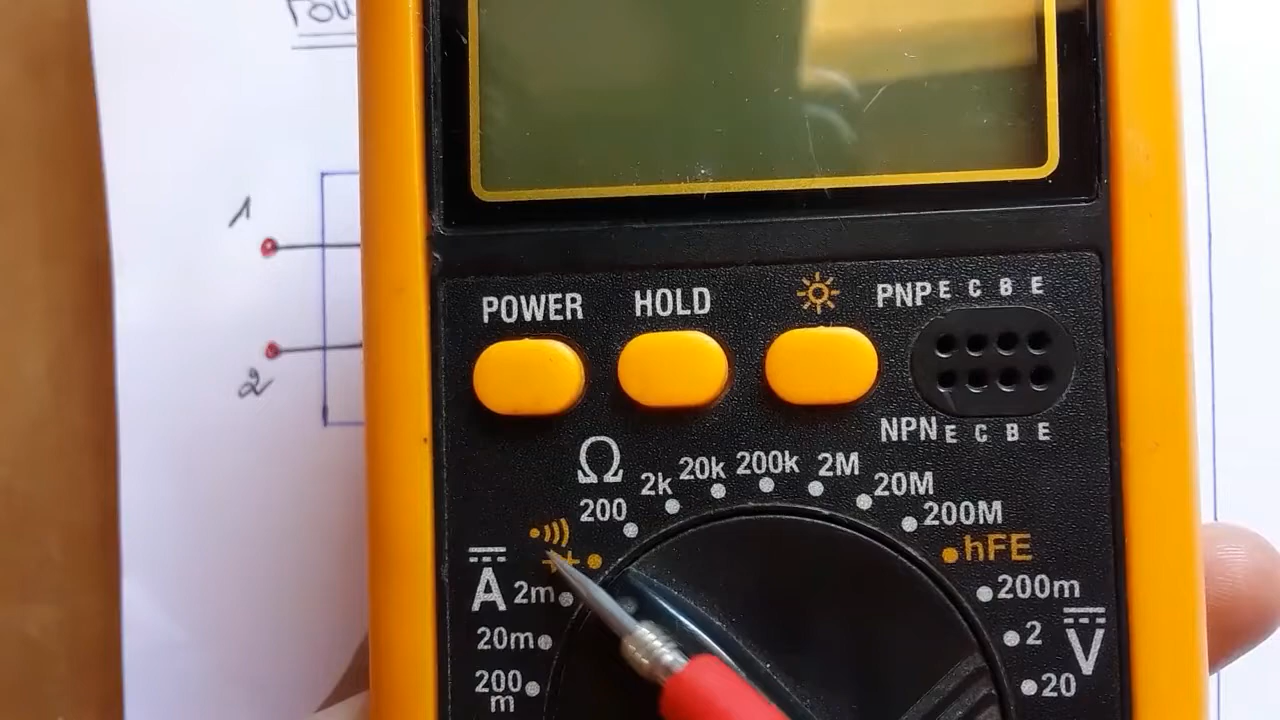 1
2
POWER HOLD
PNP E C B E
NPN E C B E
Ω
200 2k 20k 200k 2M 20M 200M
hFE
A
2m
20m
200
m
200m
2
20
V